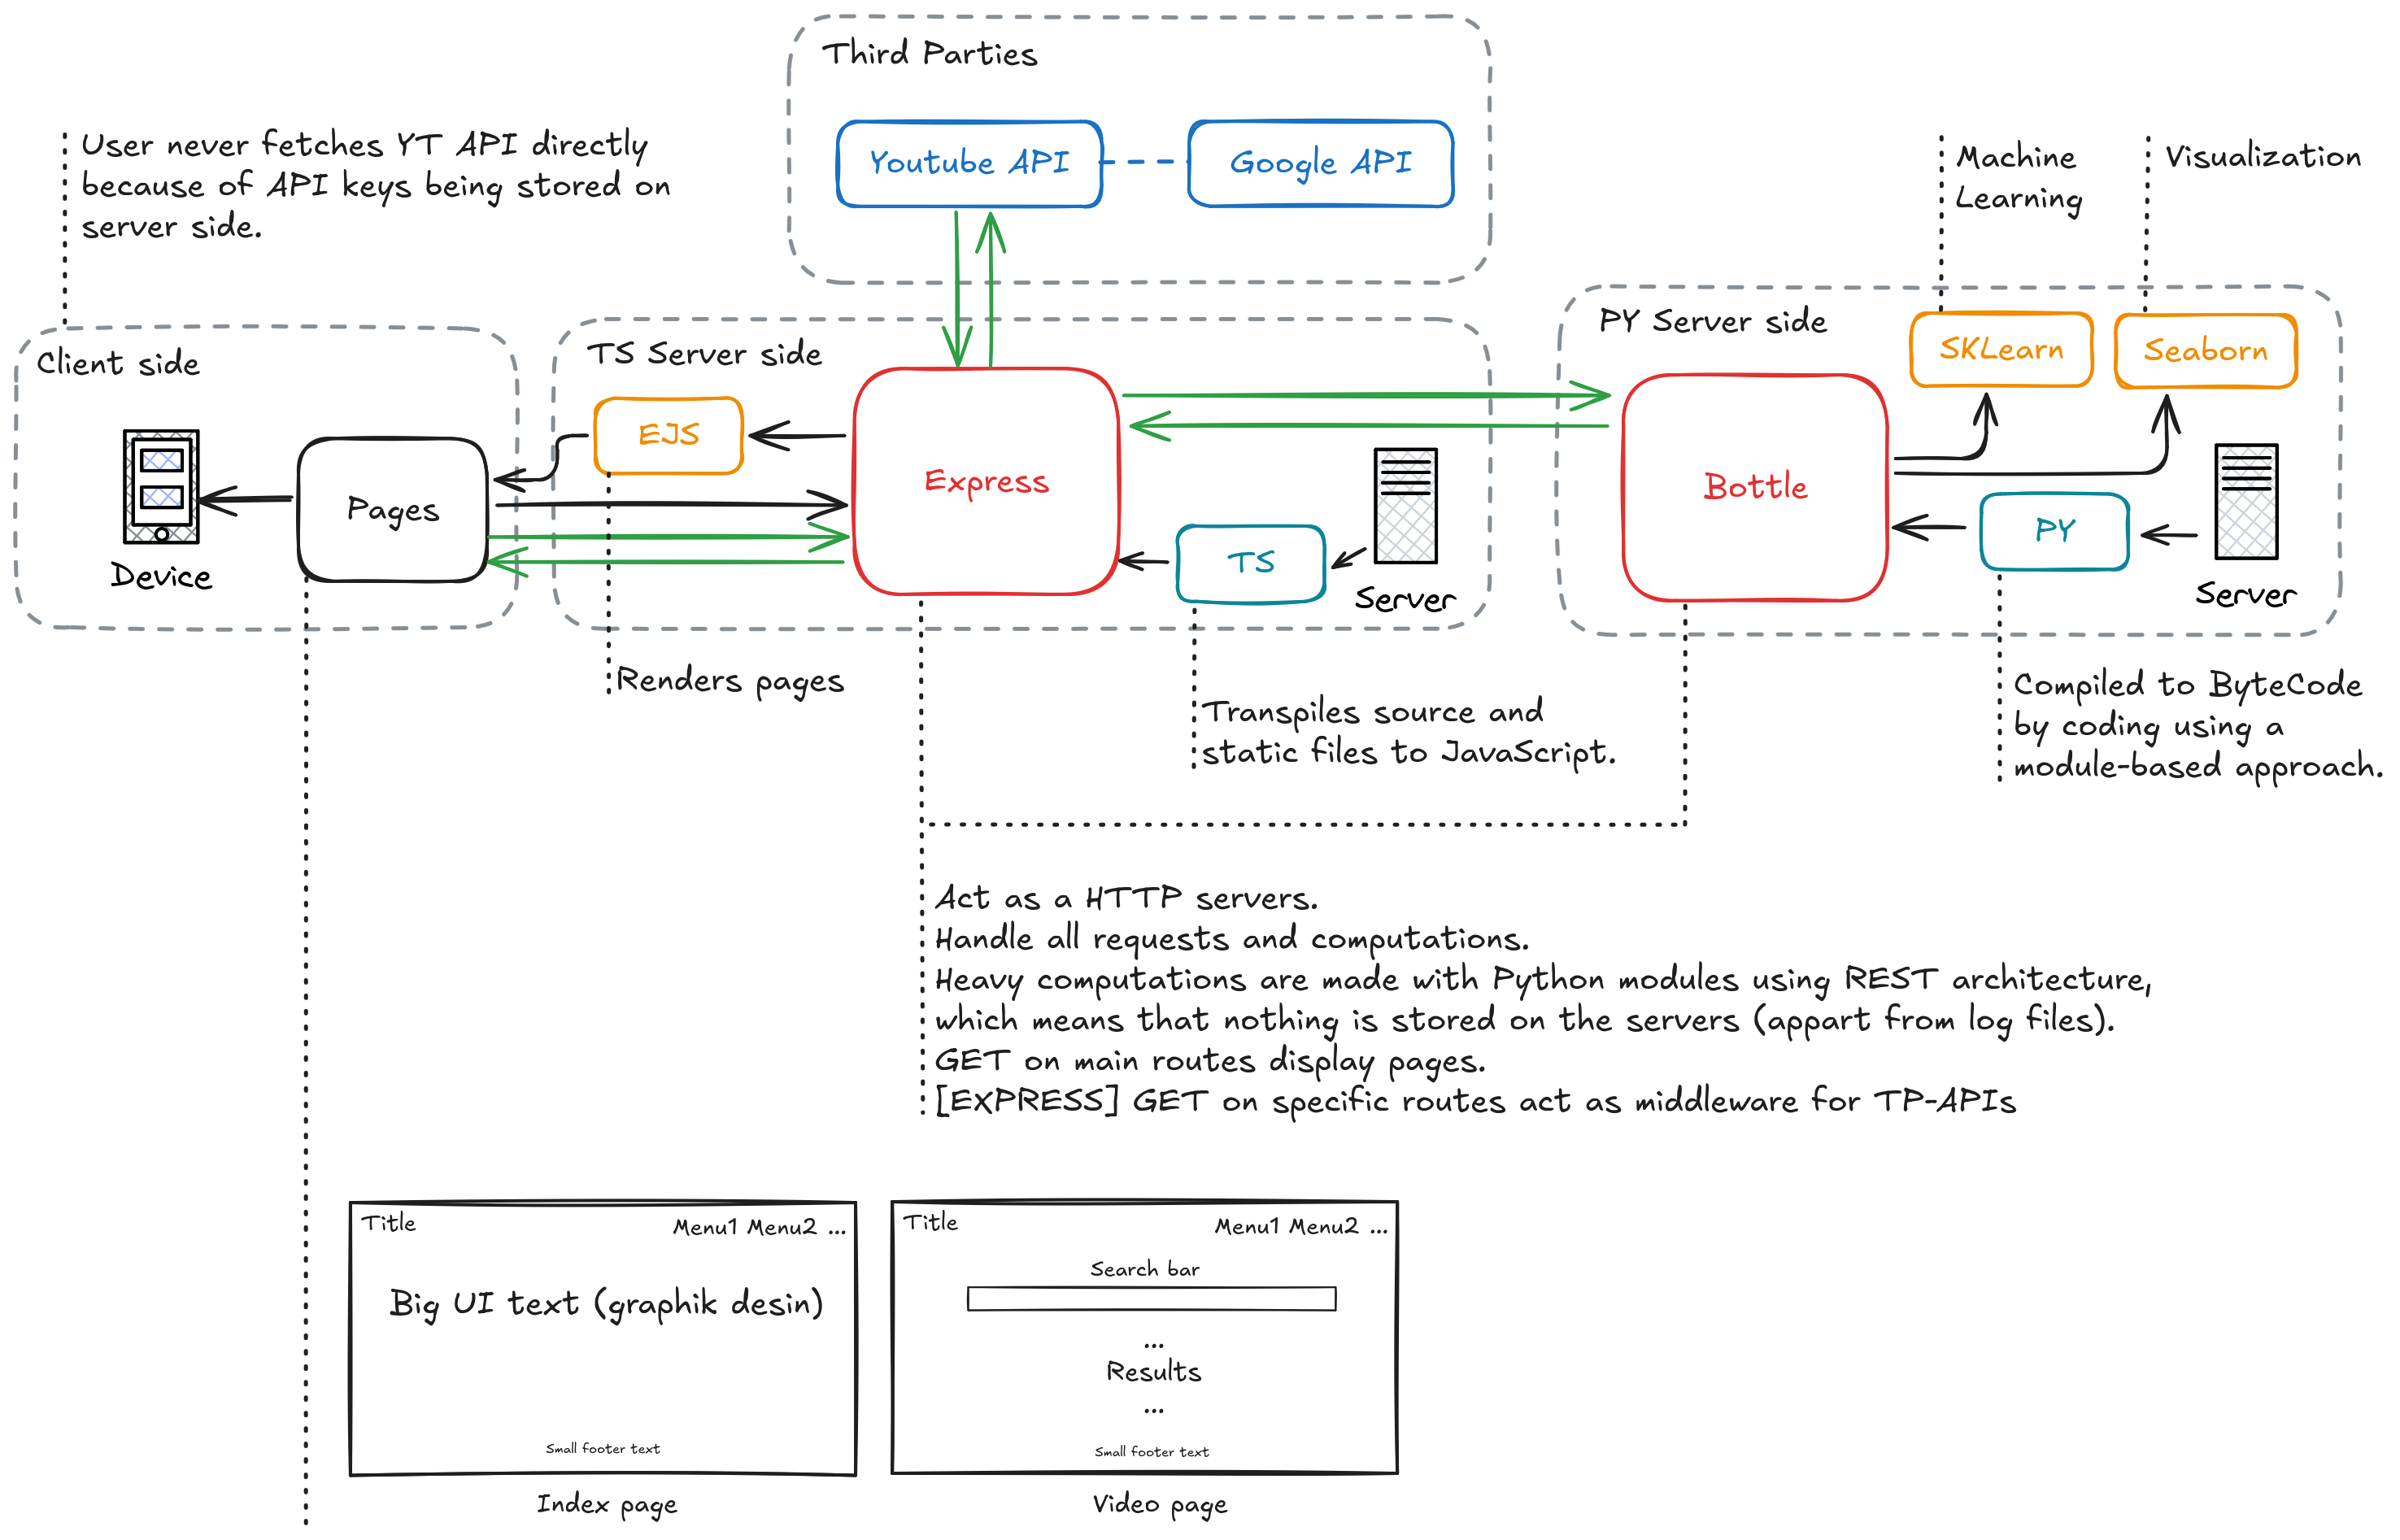 Third Parties
Youtube API
Google API
User never fetches YT API directly
because of API keys being stored on
server side.
Machine
Learning
Visualization
Client side
Device
Pages
TS Server side
EJS
Express
TS
Server
PY Server side
SKLearn
Seaborn
Bottle
PY
Server
Renders pages
Transpiles source and
static files to JavaScript.
Compiled to ByteCode
by coding using a
module-based approach.
Act as a HTTP servers.
Handle all requests and computations.
Heavy computations are made with Python modules using REST architecture,
which means that nothing is stored on the servers (appart from log files).
GET on main routes display pages.
[EXPRESS] GET on specific routes act as middleware for TP-APIs
Title
Menu1 Menu2 ...
Big UI text (graphik desin)
Small footer text
Index page
Title
Menu1 Menu2 ...
Search bar
...
Results
...
Small footer text
Video page